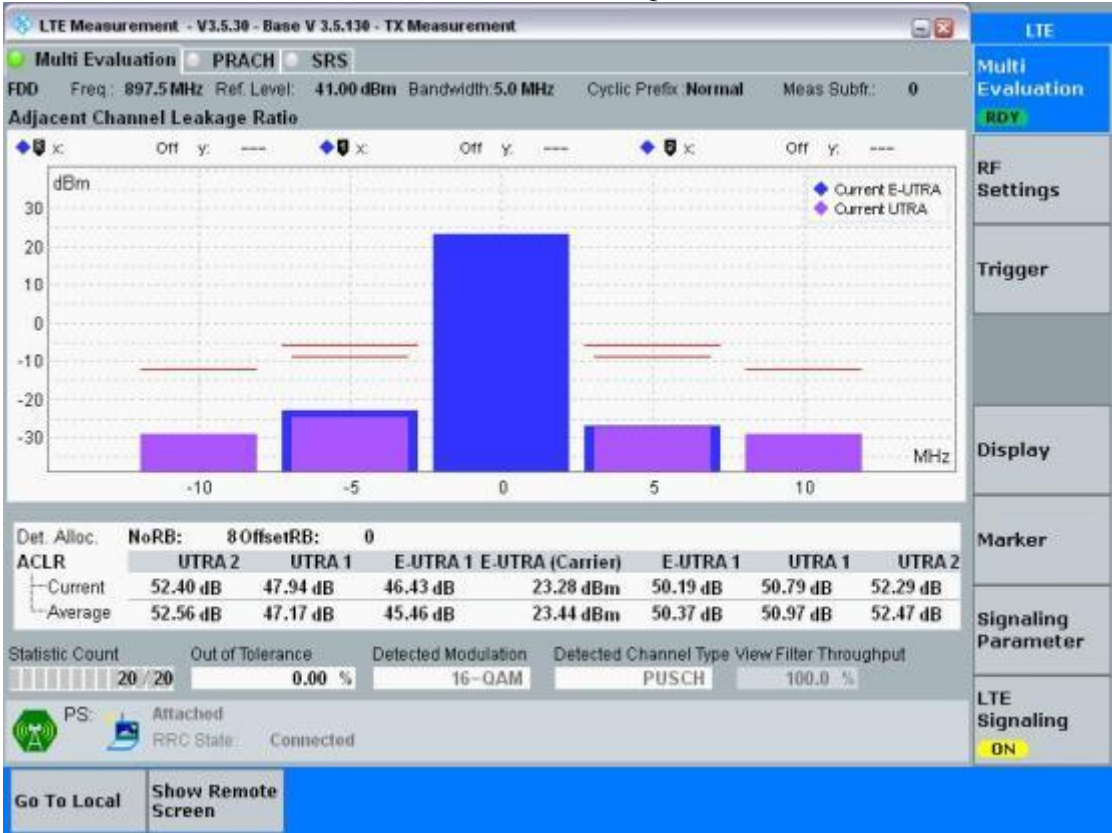 LTE Measurement - V3.5.30 - Base V 3.5.130 - TX Measurement
LTE
Multi Evaluation PRACH SRS
Multi
Evaluation
RDY
FDD Freq.: 897.5 MHz Ref. Level: 41.00 dBm Bandwidth: 5.0 MHz Cyclic Prefix: Normal Meas Subfr.: 0
Adjacent Channel Leakage Ratio
x: Off y: --- x: Off y: --- x: Off y: ---
dBm
Current E-UTRA
Current UTRA
30
20
10
0
-10
-20
-30
MHz
-10 -5 0 5 10
RF
Settings
Trigger
Display
Marker
Signaling
Parameter
LTE
Signaling
ON
Det. Alloc. NoRB: 8 OffsetRB: 0
ACLR UTRA 2 UTRA 1 E-UTRA 1 E-UTRA (Carrier) E-UTRA 1 UTRA 1 UTRA 2
Current 52.40 dB 47.94 dB 46.43 dB 23.28 dBm 50.19 dB 50.79 dB 52.29 dB
Average 52.56 dB 47.17 dB 45.46 dB 23.44 dBm 50.37 dB 50.97 dB 52.47 dB
Statistic Count Out of Tolerance Detected Modulation Detected Channel Type View Filter Throughput
20 / 20 0.00 % 16-QAM PUSCH 100.0 %
PS: Attached
RRC State: Connected
Go To Local
Show Remote
Screen